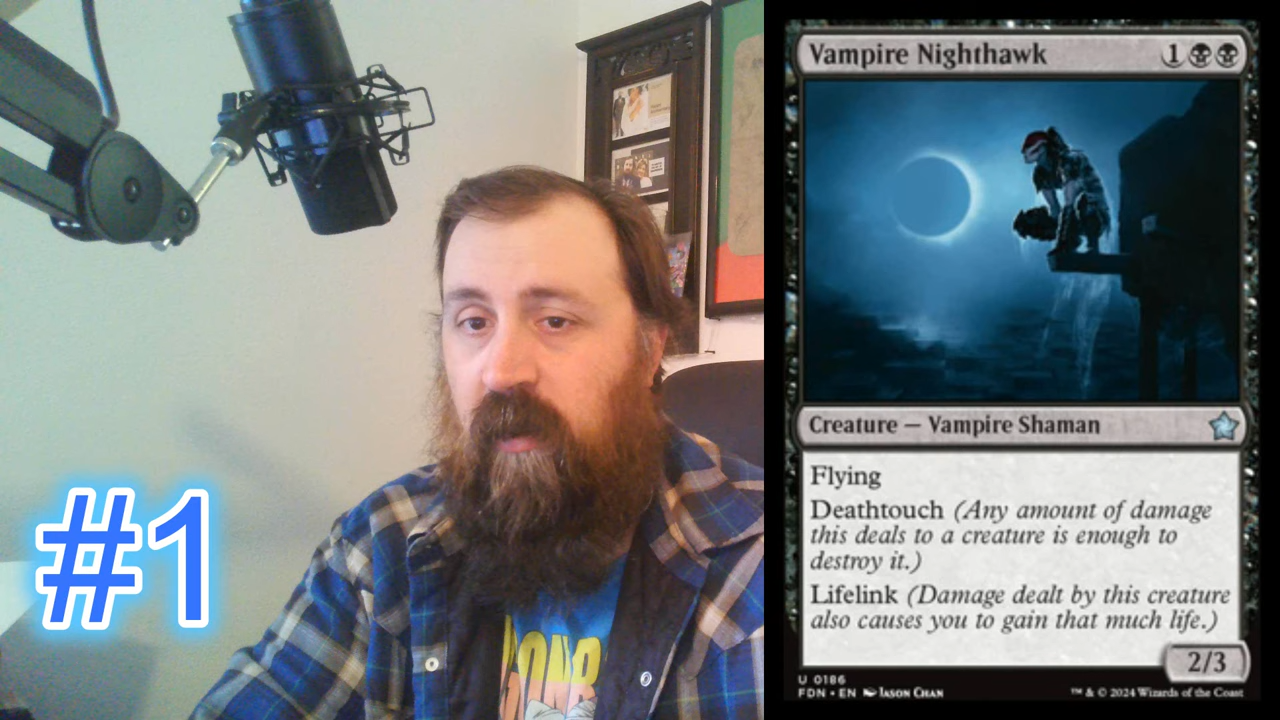 #1
Vampire Nighthawk 1
Creature — Vampire Shaman
Flying
Deathtouch (Any amount of damage
this deals to a creature is enough to
destroy it.)
Lifelink (Damage dealt by this creature
also causes you to gain that much life.)
2/3
U 0186
FDN • EN Jason Chan
™ & © 2024 Wizards of the Coast